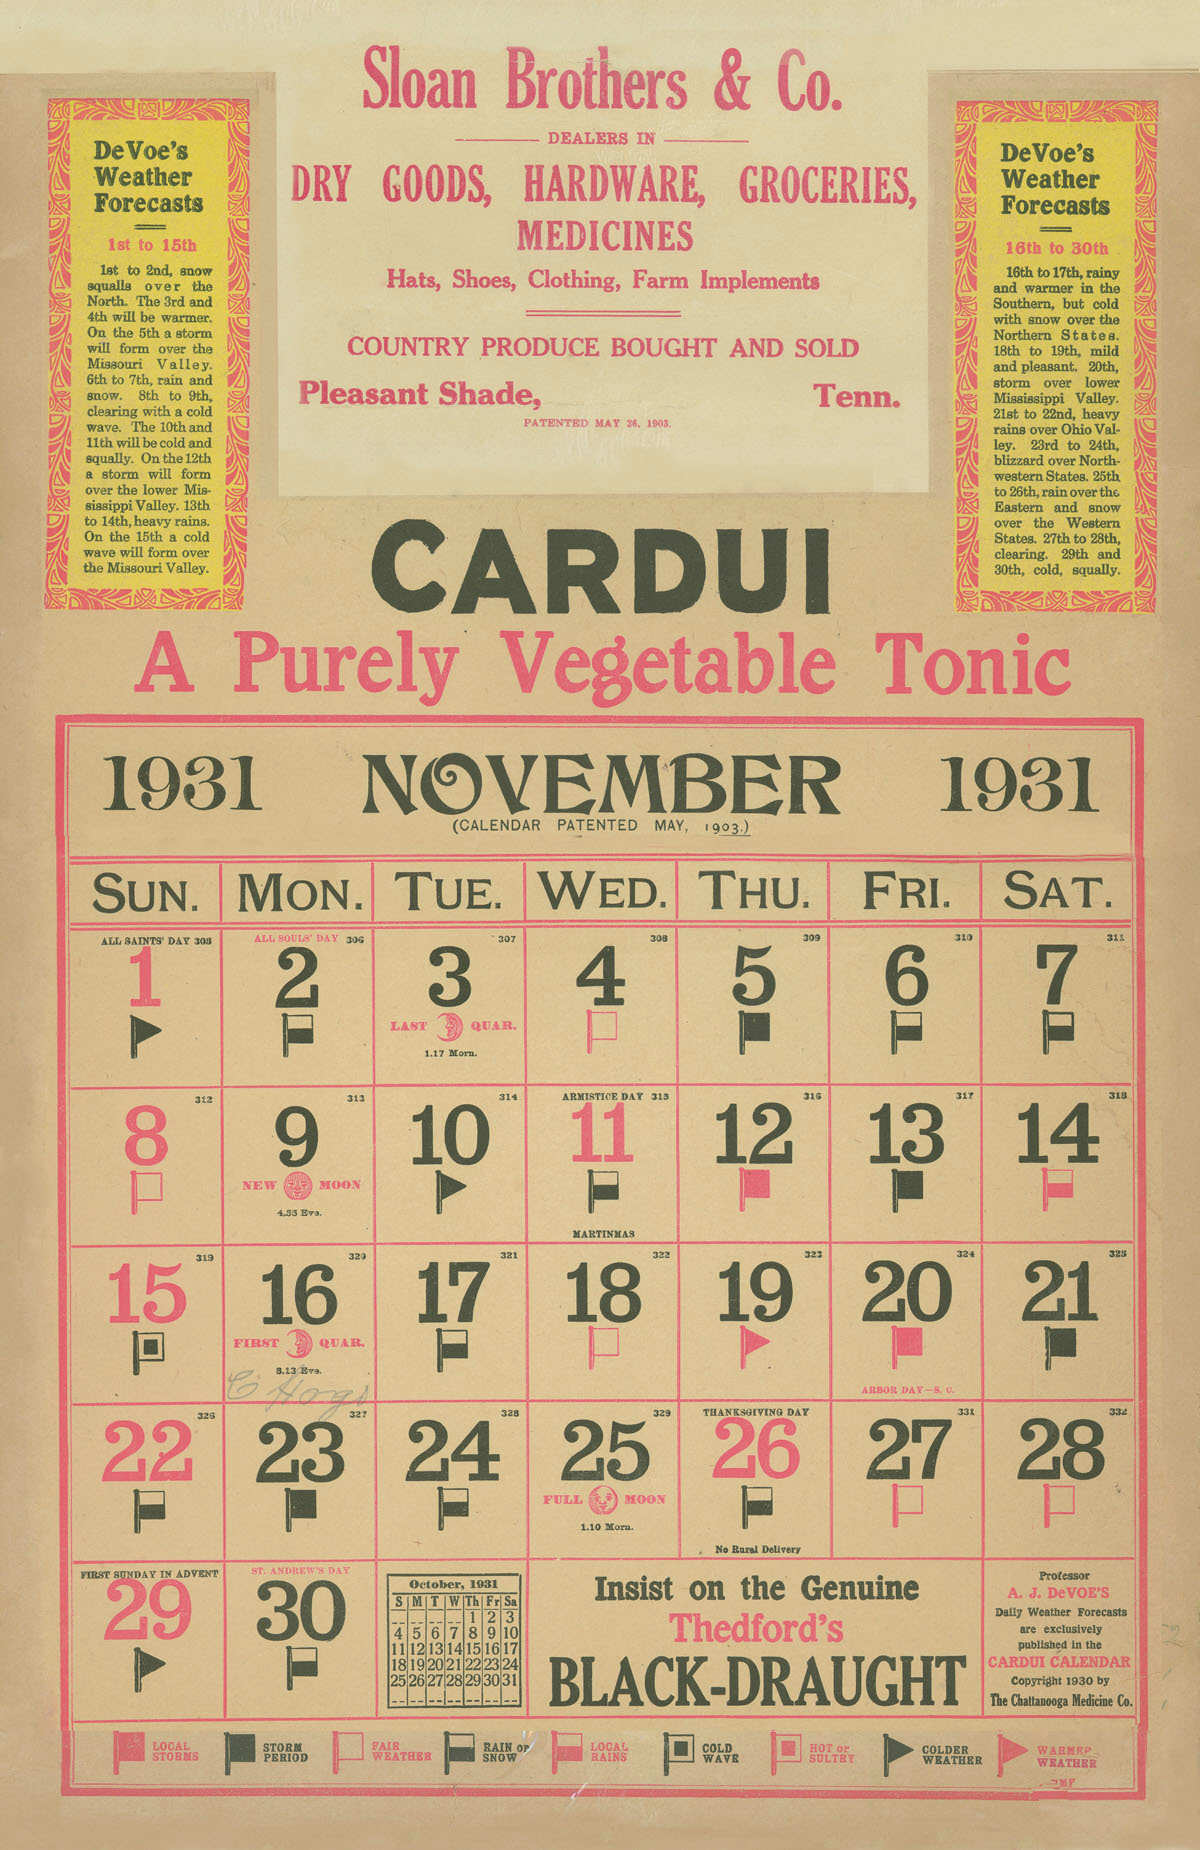 Sloan Brothers & Co.
DEALERS IN
DRY GOODS, HARDWARE, GROCERIES,
MEDICINES
Hats, Shoes, Clothing, Farm Implements
COUNTRY PRODUCE BOUGHT AND SOLD
Pleasant Shade, Tenn.
PATENTED MAY 26, 1903.
DeVoe's
Weather
Forecasts
1st to 15th
1st to 2nd, snow
squalls over the
North. The 3rd and
4th will be warmer.
On the 5th a storm
will form over the
Missouri Valley.
6th to 7th, rain and
snow. 8th to 9th,
clearing with a cold
wave. The 10th and
11th will be cold and
squally. On the 12th
a storm will form
over the lower Mis-
sissippi Valley. 13th
to 14th, heavy rains.
On the 15th a cold
wave will form over
the Missouri Valley.
DeVoe's
Weather
Forecasts
16th to 30th
16th to 17th, rainy
and warmer in the
Southern, but cold
with snow over the
Northern States.
18th to 19th, mild
and pleasant. 20th,
storm over lower
Mississippi Valley.
21st to 22nd, heavy
rains over Ohio Val-
ley. 23rd to 24th,
blizzard over North-
western States. 25th
to 26th, rain over the
Eastern and snow
over the Western
States. 27th to 28th,
clearing. 29th and
30th, cold, squally.
CARDUI
A Purely Vegetable Tonic
1931 NOVEMBER 1931
(CALENDAR PATENTED MAY, 1903.)
SUN. MON. TUE. WED. THU. FRI. SAT.
ALL SAINTS' DAY 305 ALL SOULS' DAY 306 307 308 309 310 311
1 2 3 4 5 6 7
LAST QUAR.
1.17 Morn.
312 313 314 ARMISTICE DAY 315 316 317 318
8 9 10 11 12 13 14
NEW MOON
4.55 Eve.
MARTINMAS
319 320 321 322 323 324 325
15 16 17 18 19 20 21
FIRST QUAR.
8.13 Eve.
C Hogs
ARBOR DAY—S. C.
326 327 328 329 THANKSGIVING DAY 331 332
22 23 24 25 26 27 28
FULL MOON
1.10 Morn.
No Rural Delivery
FIRST SUNDAY IN ADVENT ST. ANDREW'S DAY
29 30
October, 1931
S M T W Th Fr Sa
-- -- -- -- 1 2 3
4 5 6 7 8 9 10
11 12 13 14 15 16 17
18 19 20 21 22 23 24
25 26 27 28 29 30 31
-- -- -- -- -- -- --
Insist on the Genuine
Thedford's
BLACK-DRAUGHT
Professor
A. J. DeVOE'S
Daily Weather Forecasts
are exclusively
published in the
CARDUI CALENDAR
Copyright 1930 by
The Chattanooga Medicine Co.
LOCAL
STORMS
STORM
PERIOD
FAIR
WEATHER
RAIN or
SNOW
LOCAL
RAINS
COLD
WAVE
HOT or
SULTRY
COLDER
WEATHER
WARMER
WEATHER